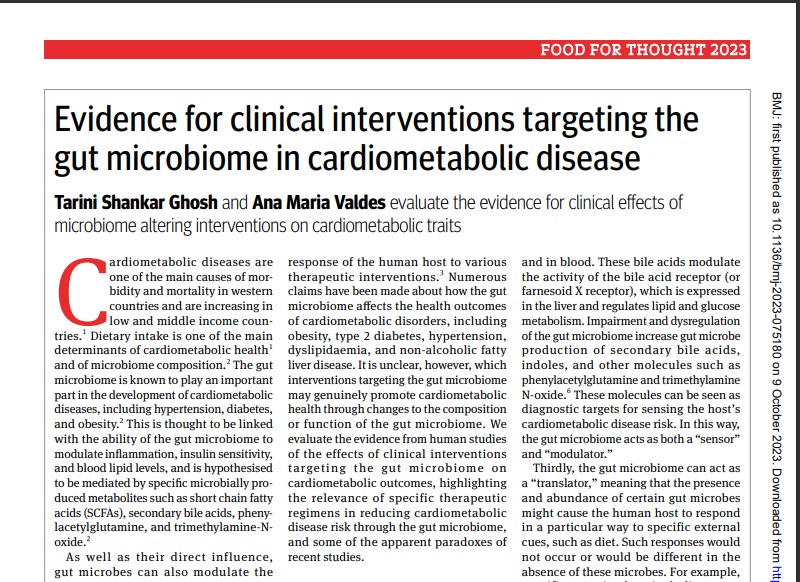 FOOD FOR THOUGHT 2023
Evidence for clinical interventions targeting the
gut microbiome in cardiometabolic disease
Tarini Shankar Ghosh and Ana Maria Valdes evaluate the evidence for clinical effects of
microbiome altering interventions on cardiometabolic traits
Cardiometabolic diseases are
one of the main causes of mor-
bidity and mortality in western
countries and are increasing in
low and middle income coun-
tries.1 Dietary intake is one of the main
determinants of cardiometabolic health1
and of microbiome composition.2 The gut
microbiome is known to play an important
part in the development of cardiometabolic
diseases, including hypertension, diabetes,
and obesity.2 This is thought to be linked
with the ability of the gut microbiome to
modulate inflammation, insulin sensitivity,
and blood lipid levels, and is hypothesised
to be mediated by specific microbially pro-
duced metabolites such as short chain fatty
acids (SCFAs), secondary bile acids, pheny-
lacetylglutamine, and trimethylamine-N-
oxide.2
As well as their direct influence,
gut microbes can also modulate the
response of the human host to various
therapeutic interventions.3 Numerous
claims have been made about how the gut
microbiome affects the health outcomes
of cardiometabolic disorders, including
obesity, type 2 diabetes, hypertension,
dyslipidaemia, and non-alcoholic fatty
liver disease. It is unclear, however, which
interventions targeting the gut microbiome
may genuinely promote cardiometabolic
health through changes to the composition
or function of the gut microbiome. We
evaluate the evidence from human studies
of the effects of clinical interventions
targeting the gut microbiome on
cardiometabolic outcomes, highlighting
the relevance of specific therapeutic
regimens in reducing cardiometabolic
disease risk through the gut microbiome,
and some of the apparent paradoxes of
recent studies.
and in blood. These bile acids modulate
the activity of the bile acid receptor (or
farnesoid X receptor), which is expressed
in the liver and regulates lipid and glucose
metabolism. Impairment and dysregulation
of the gut microbiome increase gut microbe
production of secondary bile acids,
indoles, and other molecules such as
phenylacetylglutamine and trimethylamine
N-oxide.6 These molecules can be seen as
diagnostic targets for sensing the host’s
cardiometabolic disease risk. In this way,
the gut microbiome acts as both a “sensor”
and “modulator.”
Thirdly, the gut microbiome can act as
a “translator,” meaning that the presence
and abundance of certain gut microbes
might cause the human host to respond
in a particular way to specific external
cues, such as diet. Such responses would
not occur or would be different in the
absence of these microbes. For example,
BMJ: first published as 10.1136/bmj-2023-075180 on 9 October 2023. Downloaded from